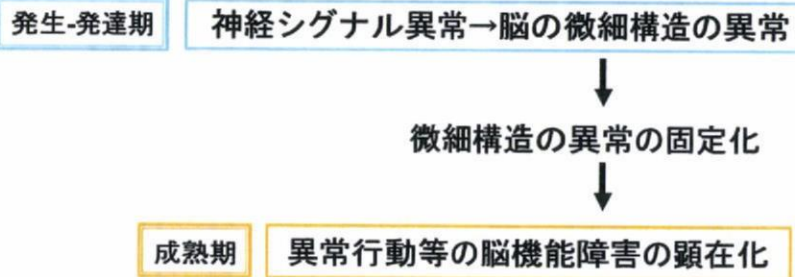 発生-発達期 神経シグナル異常→脳の微細構造の異常
微細構造の異常の固定化
成熟期 異常行動等の脳機能障害の顕在化